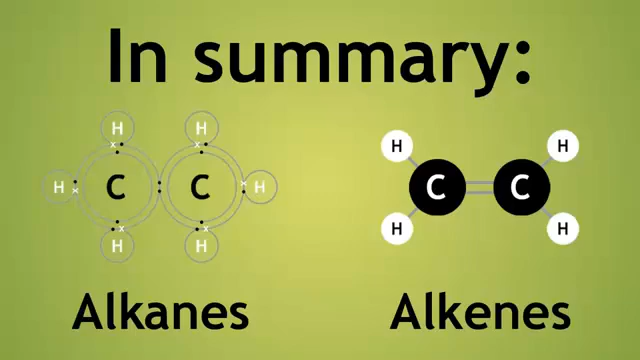 In summary:
H H
H C C H
H H
H H
C C
H H
Alkanes Alkenes